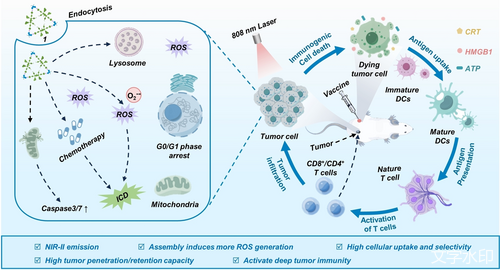 Endocytosis
1
Lysosome
ROS
ROS
O₂⁻•
ROS
Chemotherapy
G0/G1 phase
arrest
Mitochondria
Caspase3/7 ↑
ICD
808 nm Laser
Immunogenic
Cell death
Dying
tumor cell
CRT
HMGB1
ATP
Antigen uptake
Immature
DCs
Vaccine
Tumor cell
Tumor
Mature
DCs
Tumor
infiltration
CD8⁺/CD4⁺
T cells
Nature
T cell
Antigen
Presentation
Activation
of T cells
☑ NIR-II emission
☑ Assembly induces more ROS generation
☑ High cellular uptake and selectivity
☑ High tumor penetration/retention capacity
☑ Activate deep tumor immunity
文字水印